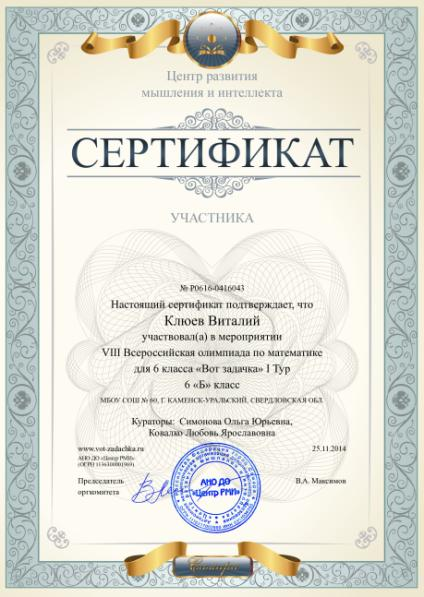 Центр развития
мышления и интеллекта
СЕРТИФИКАТ
УЧАСТНИКА
№ Р0616-0416043
Настоящий сертификат подтверждает, что
Клюев Виталий
участвовал(а) в мероприятии
VIII Всероссийская олимпиада по математике
для 6 класса «Вот задачка» I Тур
6 «Б» класс
МБОУ СОШ № 60, Г. КАМЕНСК-УРАЛЬСКИЙ, СВЕРДЛОВСКАЯ ОБЛ.
Кураторы: Симонова Ольга Юрьевна,
Ковалко Любовь Ярославовна
www.vot-zadachka.ru
25.11.2014
АНО ДО «Центр РМИ»
Председатель
оргкомитета
В.А. Максимов
АНО ДО
«Центр РМИ»